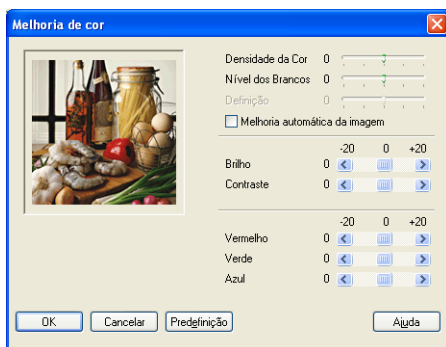 Melhoria de cor
Densidade da Cor 0
Nível dos Brancos 0
Definição 0
Melhoria automática da imagem
-20 0 +20
Brilho 0
Contraste 0
-20 0 +20
Vermelho 0
Verde 0
Azul 0
OK Cancelar Predefinição Ajuda